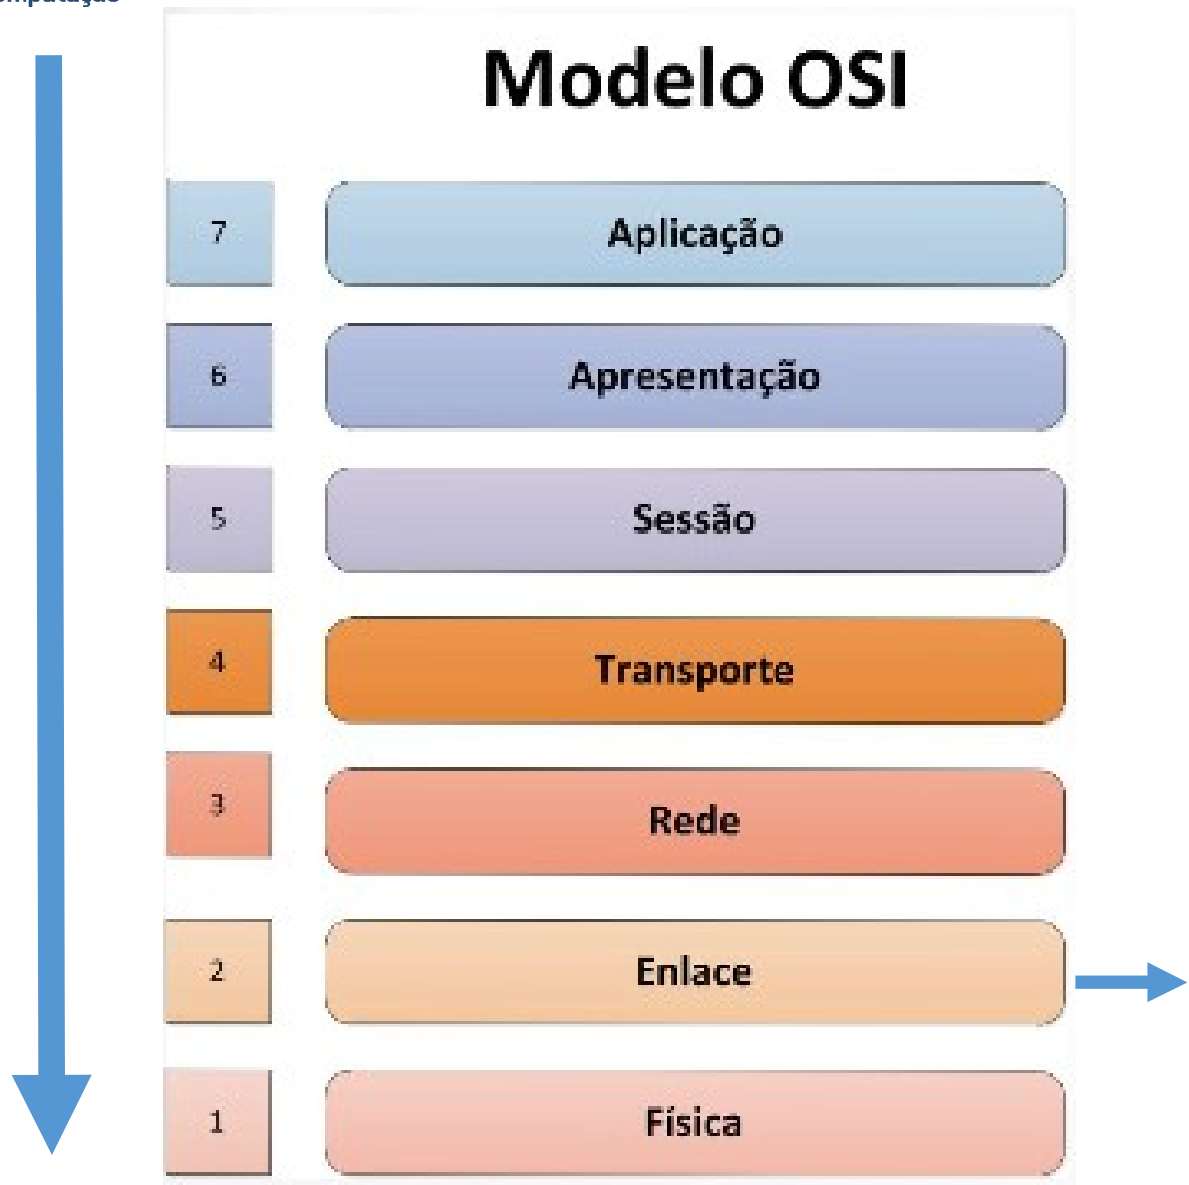 Modelo OSI
7 Aplicação
6 Apresentação
5 Sessão
4 Transporte
3 Rede
2 Enlace
1 Física